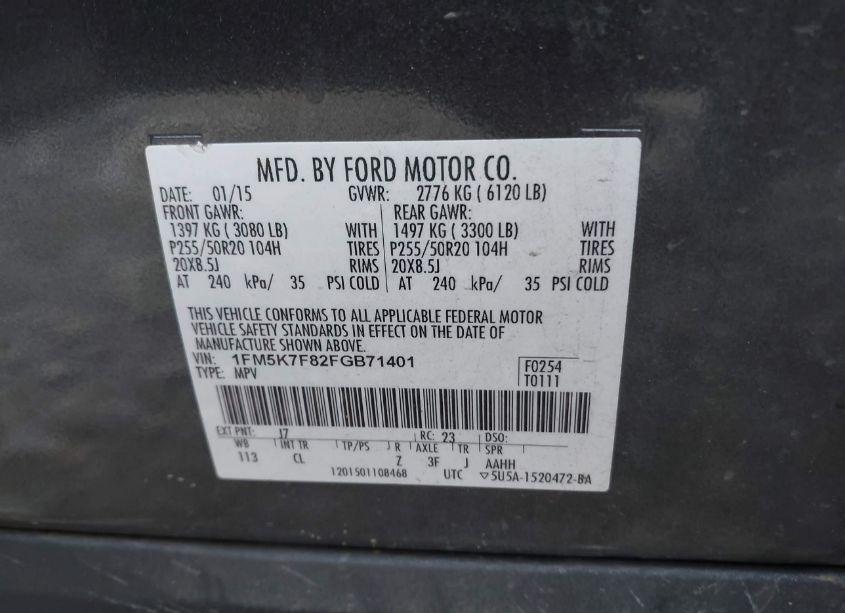 MFD. BY FORD MOTOR CO.
DATE: 01/15 GVWR: 2776 KG ( 6120 LB)
FRONT GAWR: REAR GAWR:
1397 KG ( 3080 LB) WITH 1497 KG ( 3300 LB) WITH
P255/50R20 104H TIRES P255/50R20 104H TIRES
20X8.5J RIMS 20X8.5J RIMS
AT 240 kPa/ 35 PSI COLD AT 240 kPa/ 35 PSI COLD
THIS VEHICLE CONFORMS TO ALL APPLICABLE FEDERAL MOTOR
VEHICLE SAFETY STANDARDS IN EFFECT ON THE DATE OF
MANUFACTURE SHOWN ABOVE.
VIN: 1FM5K7F82FGB71401
TYPE: MPV
F0254
T0111
EXT PNT: J7 RC: 23 DSO:
WB INT TR TP/PS R AXLE TR SPR
113 CL Z 3F J AAHH
1201501108468 UTC ▽5U5A-1520472-BA